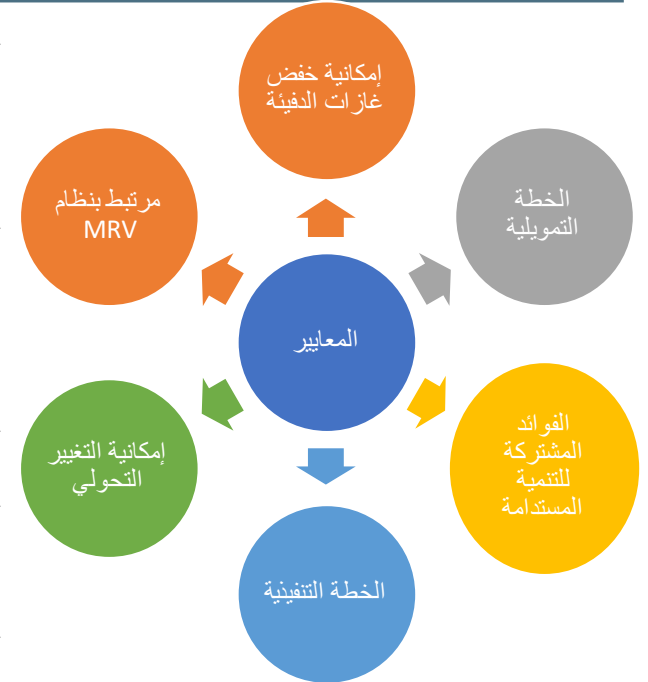 إمكانية خفض
غازات الدفيئة
الخطة
التمويلية
الفوائد
المشتركة
للتنمية
المستدامة
الخطة التنفيذية
إمكانية التغيير
التحولي
مرتبط بنظام
MRV
المعايير